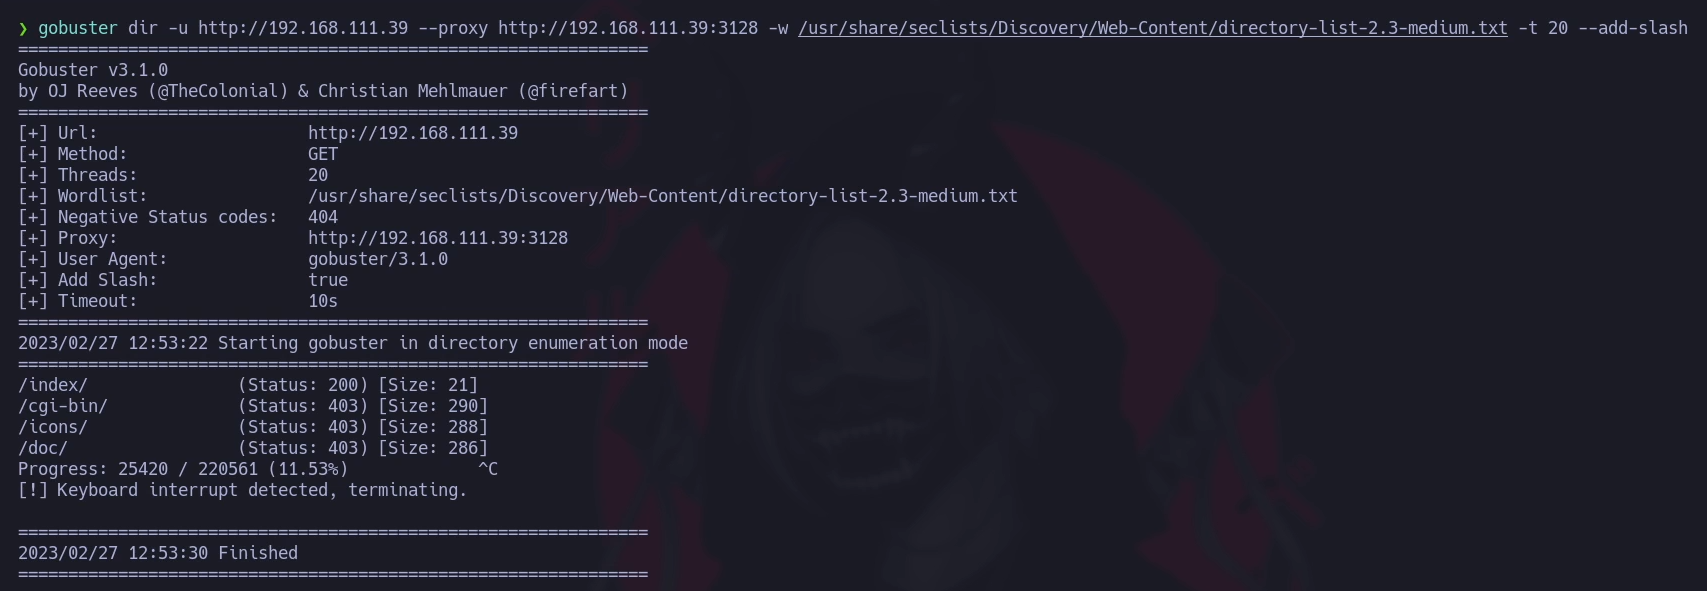 ❯ gobuster dir -u http://192.168.111.39 --proxy http://192.168.111.39:3128 -w /usr/share/seclists/Discovery/Web-Content/directory-list-2.3-medium.txt -t 20 --add-slash
===============================================================
Gobuster v3.1.0
by OJ Reeves (@TheColonial) & Christian Mehlmauer (@firefart)
===============================================================
[+] Url:                     http://192.168.111.39
[+] Method:                  GET
[+] Threads:                 20
[+] Wordlist:                /usr/share/seclists/Discovery/Web-Content/directory-list-2.3-medium.txt
[+] Negative Status codes:   404
[+] Proxy:                   http://192.168.111.39:3128
[+] User Agent:              gobuster/3.1.0
[+] Add Slash:               true
[+] Timeout:                 10s
===============================================================
2023/02/27 12:53:22 Starting gobuster in directory enumeration mode
===============================================================
/index/               (Status: 200) [Size: 21]
/cgi-bin/             (Status: 403) [Size: 290]
/icons/               (Status: 403) [Size: 288]
/doc/                 (Status: 403) [Size: 286]
Progress: 25420 / 220561 (11.53%)             ^C
[!] Keyboard interrupt detected, terminating.

===============================================================
2023/02/27 12:53:30 Finished
===============================================================